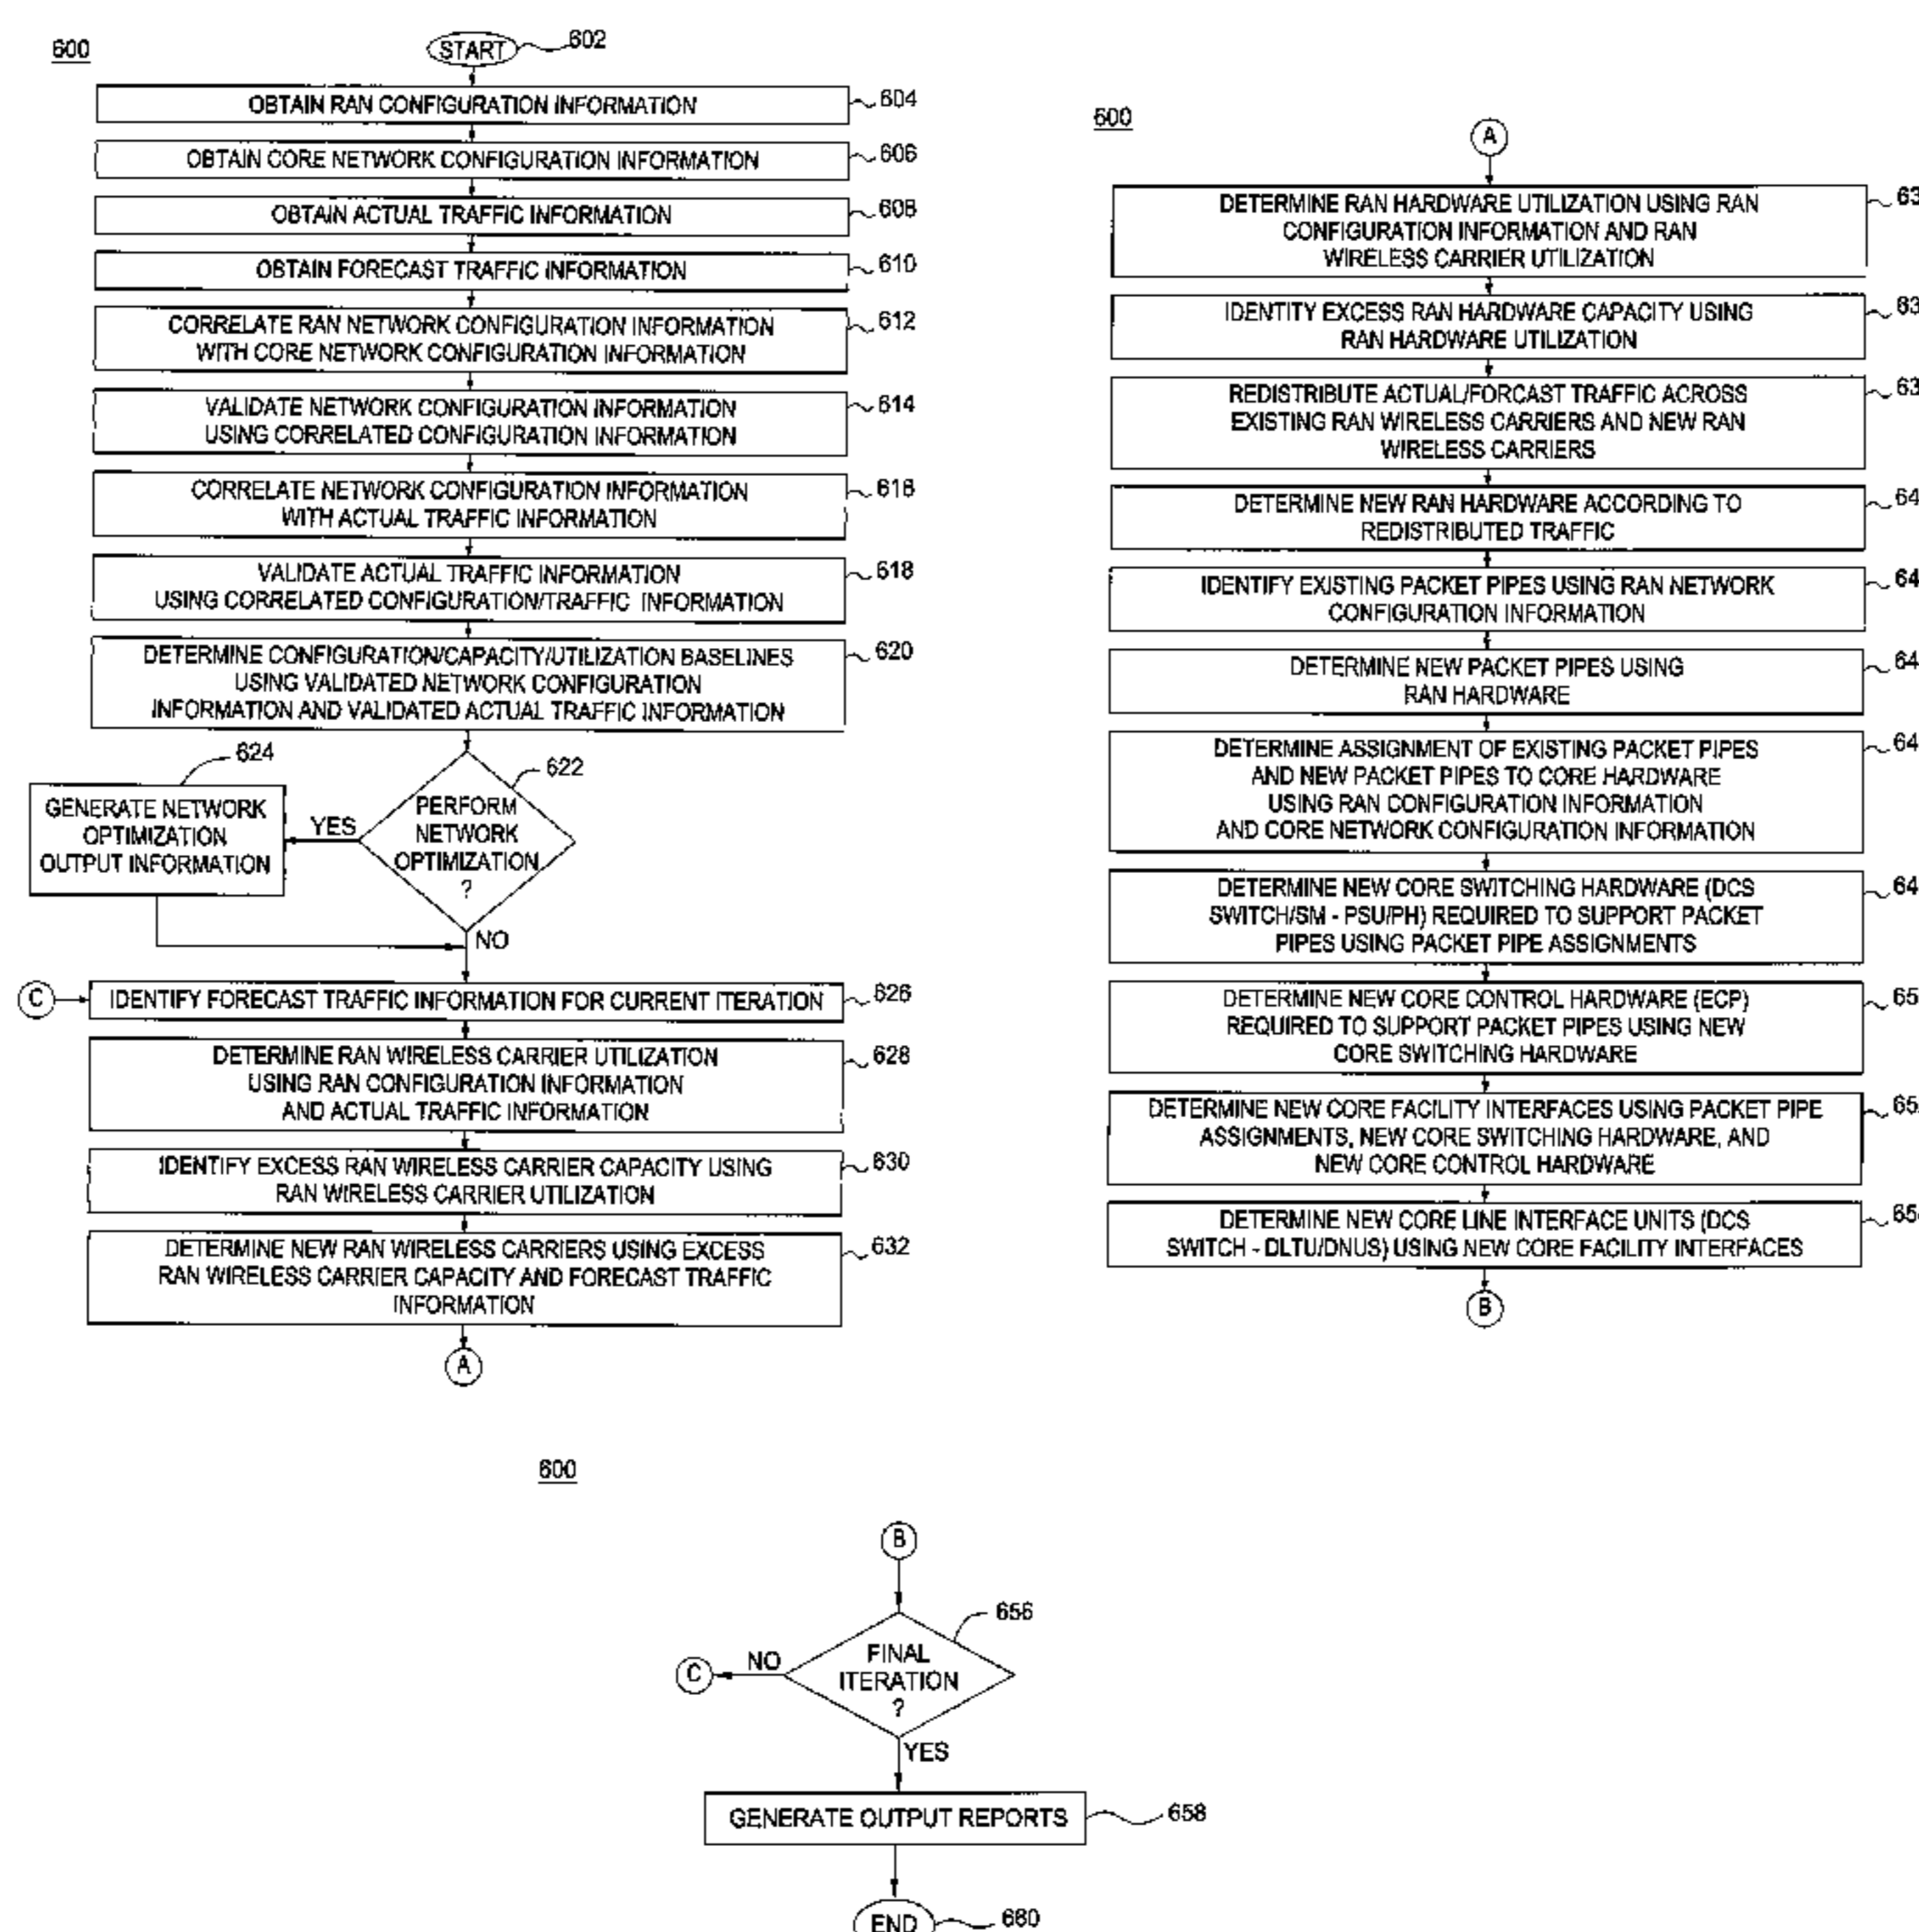 600
START
602
OBTAIN RAN CONFIGURATION INFORMATION
604
OBTAIN CORE NETWORK CONFIGURATION INFORMATION
606
OBTAIN ACTUAL TRAFFIC INFORMATION
608
OBTAIN FORECAST TRAFFIC INFORMATION
610
CORRELATE RAN NETWORK CONFIGURATION INFORMATION
WITH CORE NETWORK CONFIGURATION INFORMATION
612
VALIDATE NETWORK CONFIGURATION INFORMATION
USING CORRELATED CONFIGURATION INFORMATION
614
CORRELATE NETWORK CONFIGURATION INFORMATION
WITH ACTUAL TRAFFIC INFORMATION
616
VALIDATE ACTUAL TRAFFIC INFORMATION
USING CORRELATED CONFIGURATION/TRAFFIC INFORMATION
618
DETERMINE CONFIGURATION/CAPACITY/UTILIZATION BASELINES
USING VALIDATED NETWORK CONFIGURATION
INFORMATION AND VALIDATED ACTUAL TRAFFIC INFORMATION
620
624
622
GENERATE NETWORK
OPTIMIZATION
OUTPUT INFORMATION
YES
PERFORM
NETWORK
OPTIMIZATION
?
NO
C
IDENTIFY FORECAST TRAFFIC INFORMATION FOR CURRENT ITERATION
626
DETERMINE RAN WIRELESS CARRIER UTILIZATION
USING RAN CONFIGURATION INFORMATION
AND ACTUAL TRAFFIC INFORMATION
628
IDENTIFY EXCESS RAN WIRELESS CARRIER CAPACITY USING
RAN WIRELESS CARRIER UTILIZATION
630
DETERMINE NEW RAN WIRELESS CARRIERS USING EXCESS
RAN WIRELESS CARRIER CAPACITY AND FORECAST TRAFFIC
INFORMATION
632
A
600
A
DETERMINE RAN HARDWARE UTILIZATION USING RAN
CONFIGURATION INFORMATION AND RAN
WIRELESS CARRIER UTILIZATION
IDENTITY EXCESS RAN HARDWARE CAPACITY USING
RAN HARDWARE UTILIZATION
REDISTRIBUTE ACTUAL/FORCAST TRAFFIC ACROSS
EXISTING RAN WIRELESS CARRIERS AND NEW RAN
WIRELESS CARRIERS
DETERMINE NEW RAN HARDWARE ACCORDING TO
REDISTRIBUTED TRAFFIC
IDENTIFY EXISTING PACKET PIPES USING RAN NETWORK
CONFIGURATION INFORMATION
DETERMINE NEW PACKET PIPES USING
RAN HARDWARE
DETERMINE ASSIGNMENT OF EXISTING PACKET PIPES
AND NEW PACKET PIPES TO CORE HARDWARE
USING RAN CONFIGURATION INFORMATION
AND CORE NETWORK CONFIGURATION INFORMATION
DETERMINE NEW CORE SWITCHING HARDWARE (DCS
SWITCH/SM - PSU/PH) REQUIRED TO SUPPORT PACKET
PIPES USING PACKET PIPE ASSIGNMENTS
DETERMINE NEW CORE CONTROL HARDWARE (ECP)
REQUIRED TO SUPPORT PACKET PIPES USING NEW
CORE SWITCHING HARDWARE
DETERMINE NEW CORE FACILITY INTERFACES USING PACKET PIPE
ASSIGNMENTS, NEW CORE SWITCHING HARDWARE, AND
NEW CORE CONTROL HARDWARE
DETERMINE NEW CORE LINE INTERFACE UNITS (DCS
SWITCH - DLTU/DNUS) USING NEW CORE FACILITY INTERFACES
B
600
B
656
FINAL
ITERATION
?
NO
C
YES
GENERATE OUTPUT REPORTS
658
END
660